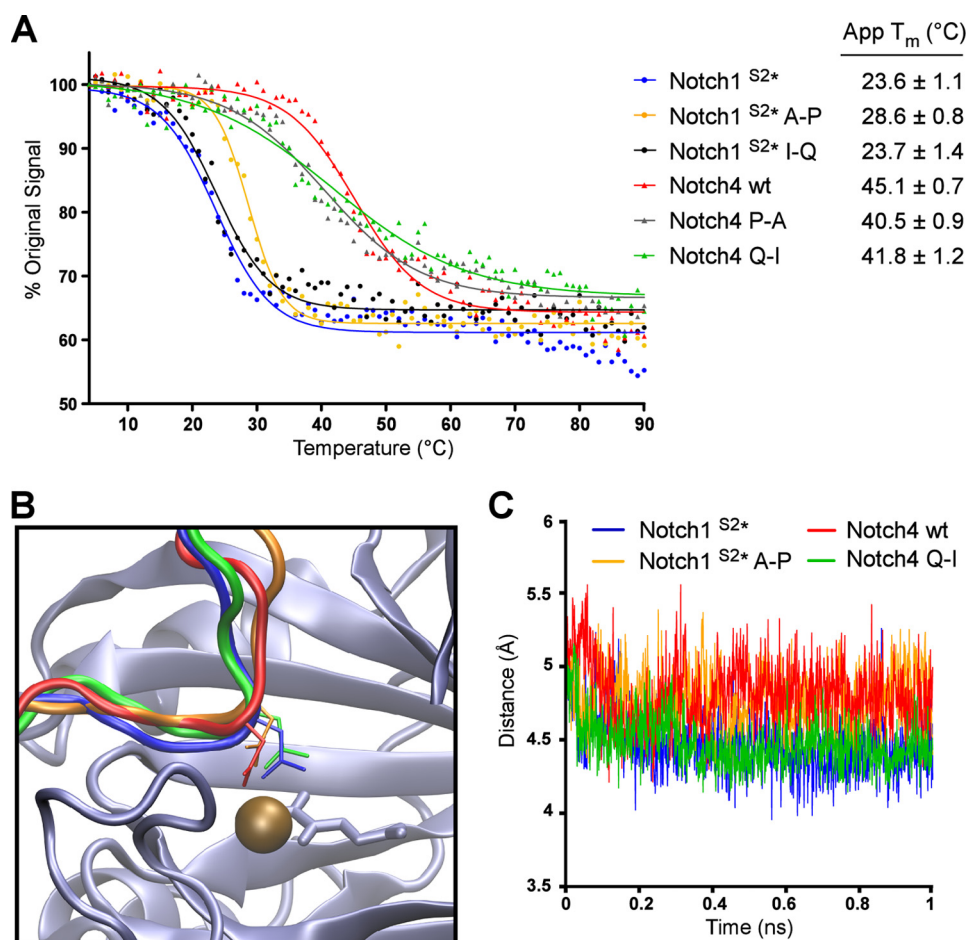 A
App Tm (°C)
Notch1 S2* 23.6 ± 1.1
Notch1 S2* A-P 28.6 ± 0.8
Notch1 S2* I-Q 23.7 ± 1.4
Notch4 wt 45.1 ± 0.7
Notch4 P-A 40.5 ± 0.9
Notch4 Q-I 41.8 ± 1.2
% Original Signal
100
90
80
70
60
50
10 20 30 40 50 60 70 80 90
Temperature (°C)
B
C
Notch1 S2* Notch4 wt
Notch1 S2* A-P Notch4 Q-I
Distance (Å)
6
5.5
5
4.5
4
3.5
0 0.2 0.4 0.6 0.8 1
Time (ns)